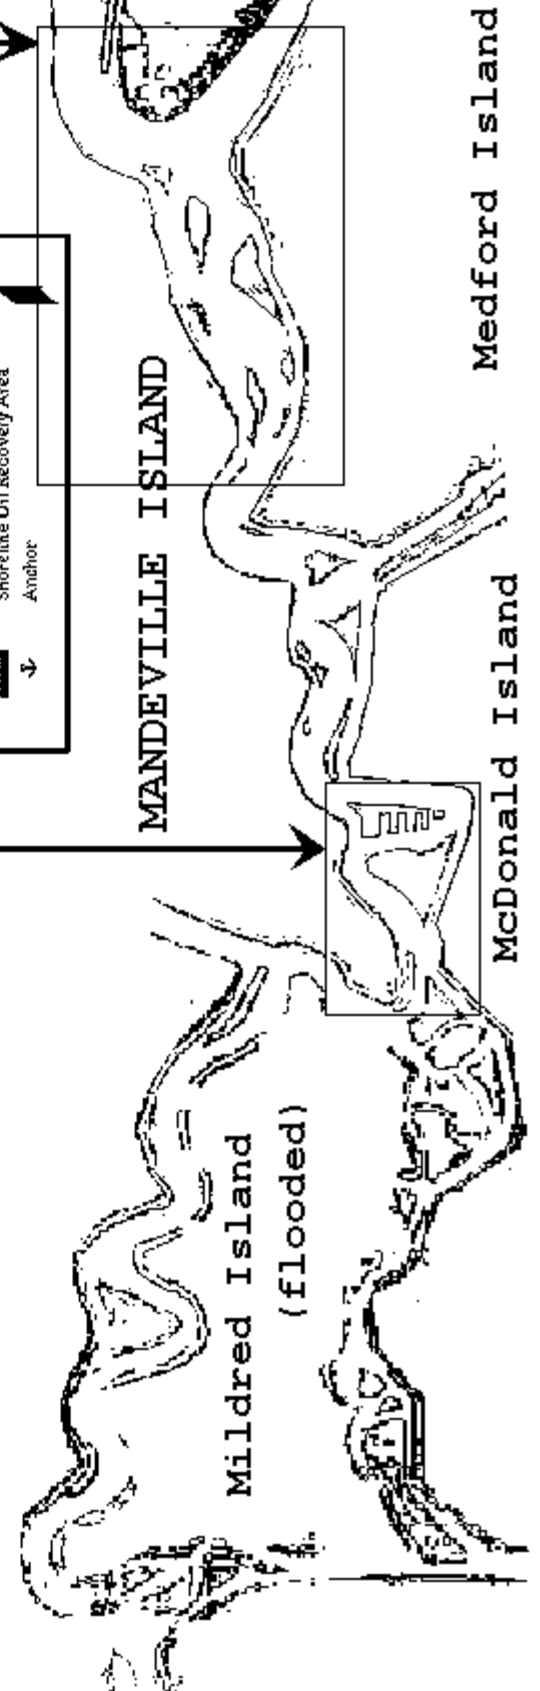 Shoreline Oil Recovery Area
Anchor
MANDEVILLE ISLAND
Mildred Island
(flooded)
McDonald Island
Medford Island